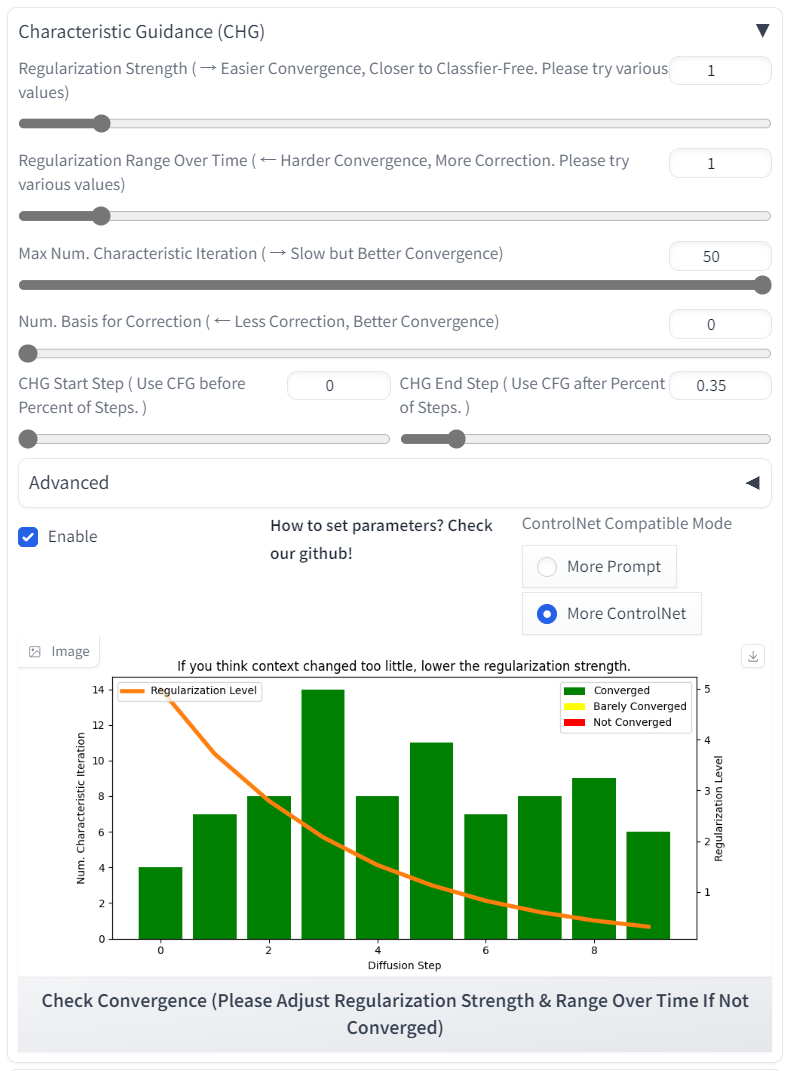 Characteristic Guidance (CHG)
▼
Regularization Strength ( → Easier Convergence, Closer to Classfier-Free. Please try various
values)
1
Regularization Range Over Time ( ← Harder Convergence, More Correction. Please try
various values)
1
Max Num. Characteristic Iteration ( → Slow but Better Convergence)
50
Num. Basis for Correction ( ← Less Correction, Better Convergence)
0
CHG Start Step ( Use CFG before
Percent of Steps. )
0
CHG End Step ( Use CFG after Percent
of Steps. )
0.35
Advanced
◀
Enable
How to set parameters? Check
our github!
ControlNet Compatible Mode
More Prompt
More ControlNet
Image
If you think context changed too little, lower the regularization strength.
Regularization Level
Converged
Barely Converged
Not Converged
Num. Characteristic Iteration
14
12
10
8
6
4
2
0
0
2
4
6
8
Diffusion Step
5
4
3
2
1
Regularization Level
Check Convergence (Please Adjust Regularization Strength & Range Over Time If Not
Converged)